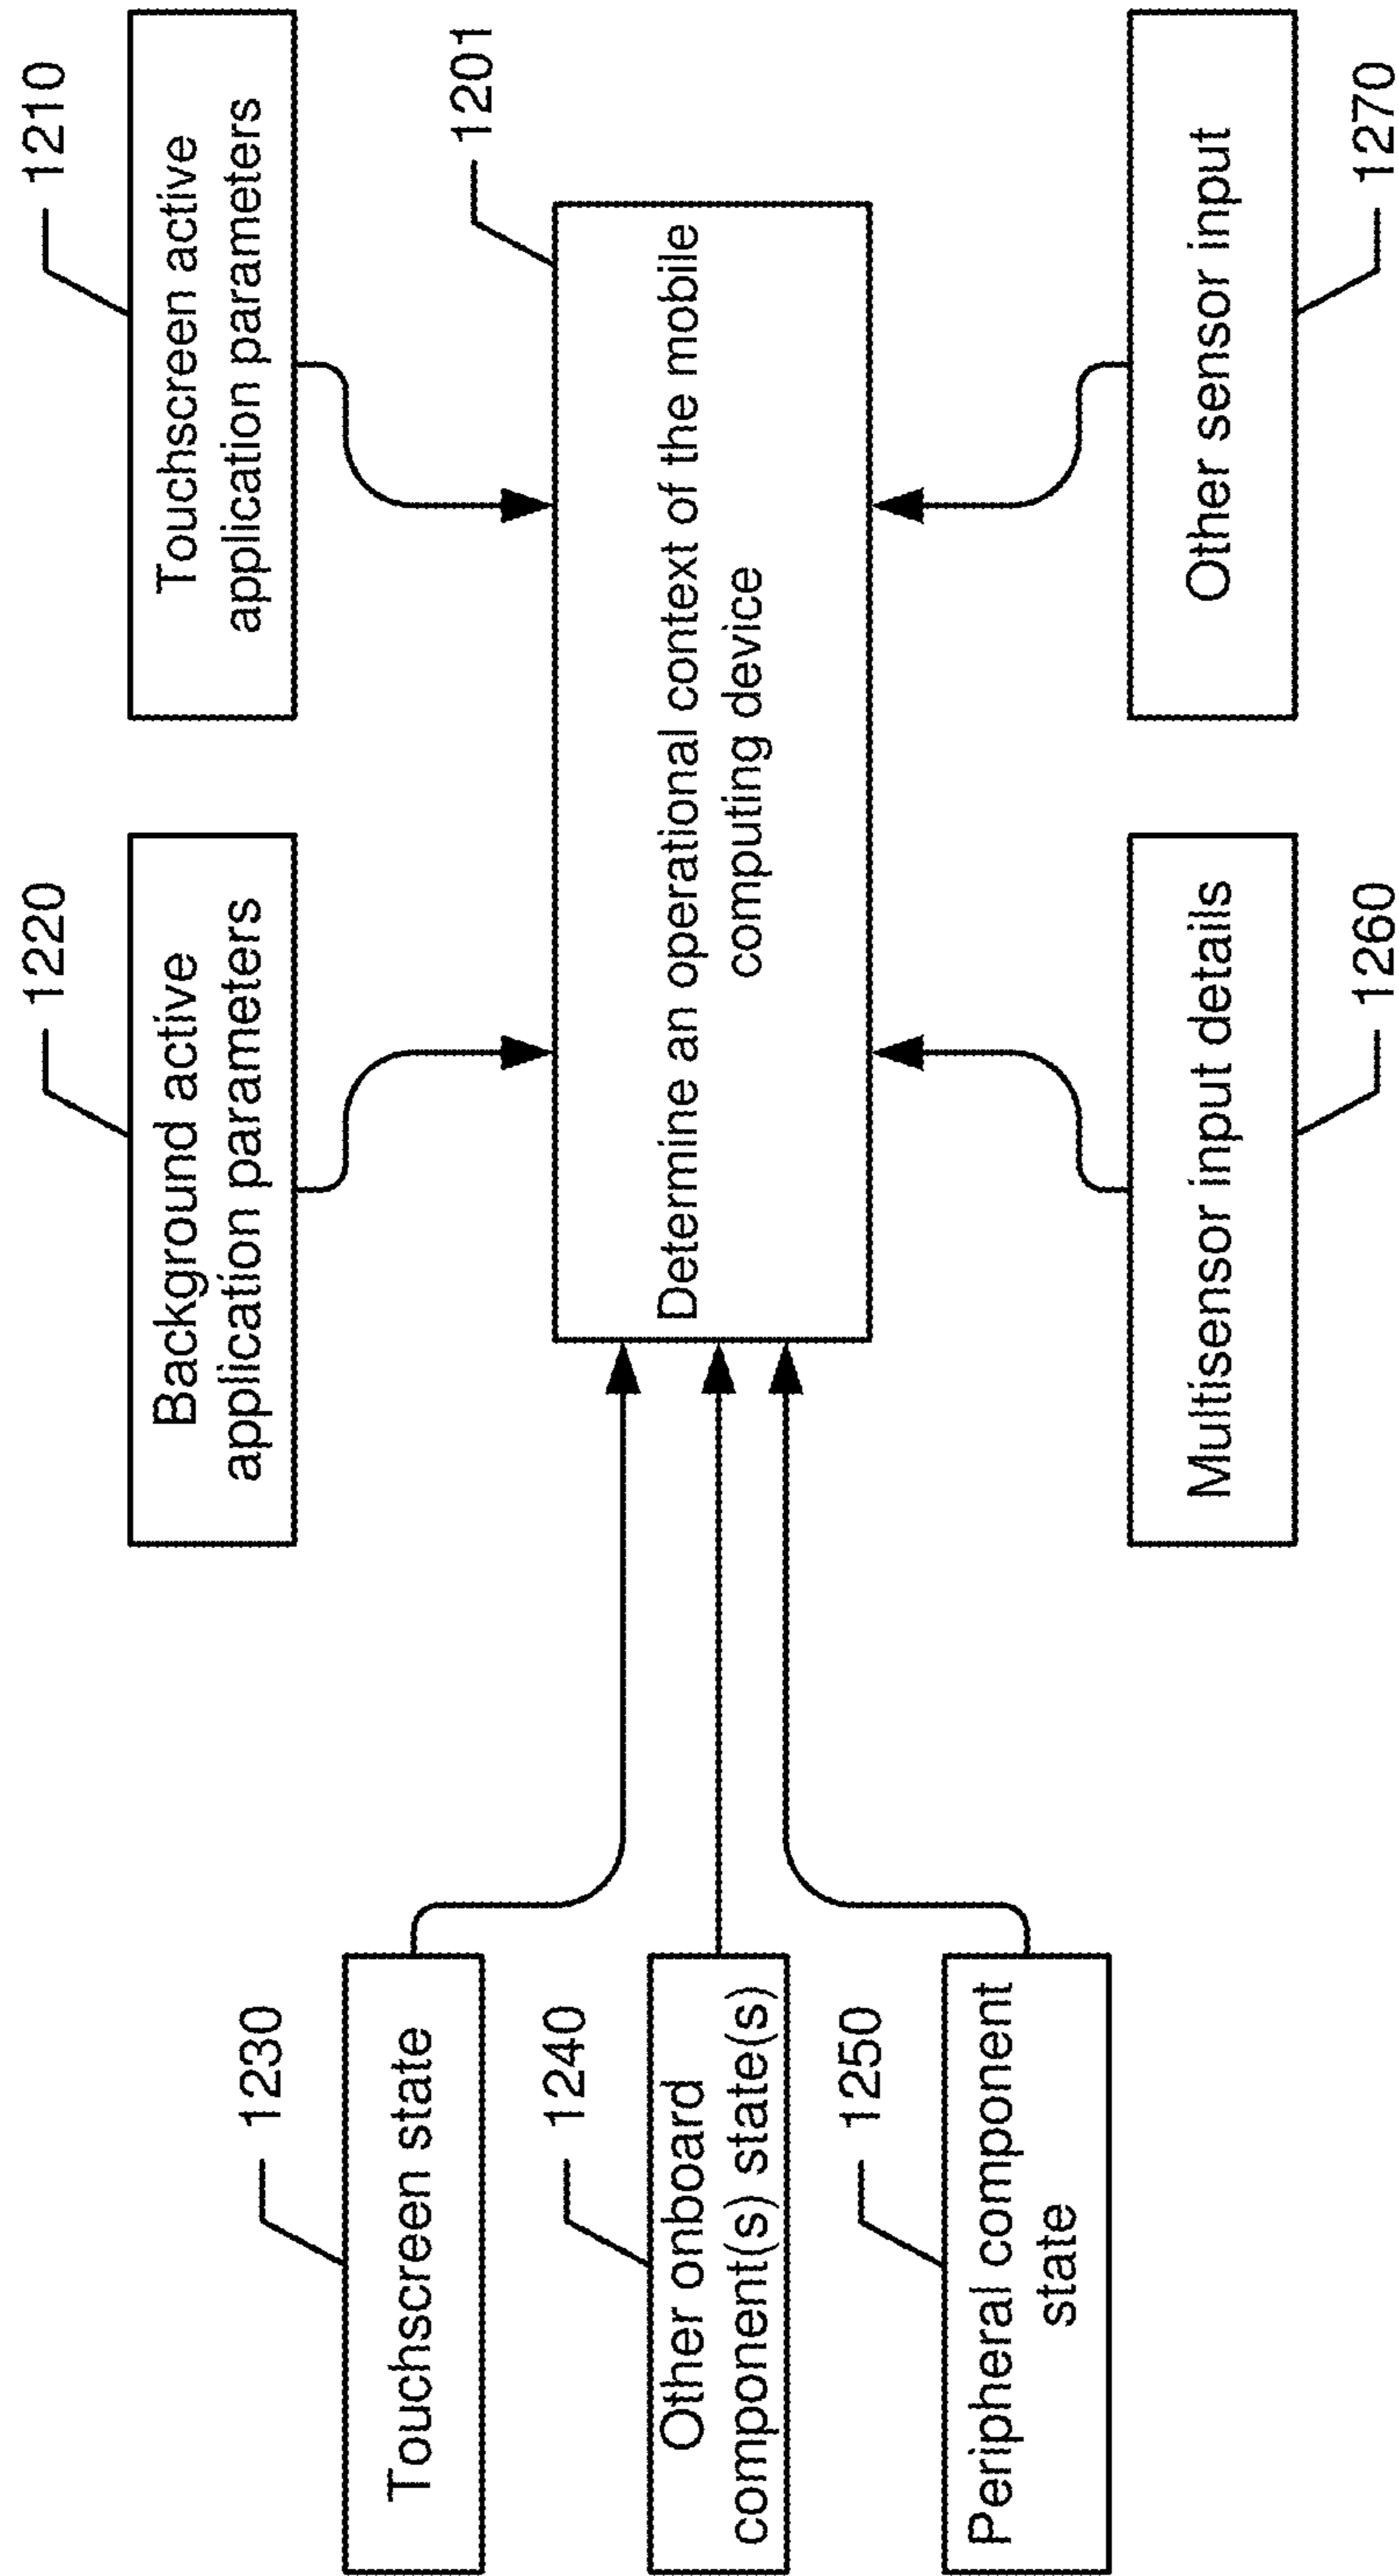 1220
1210
Background active
application parameters
Touchscreen active
application parameters
1230
Touchscreen state
1201
Determine an operational context of the mobile
computing device
1240
Other onboard
component(s) state(s)
1250
Peripheral component
state
Multisensor input details
Other sensor input
1260
1270